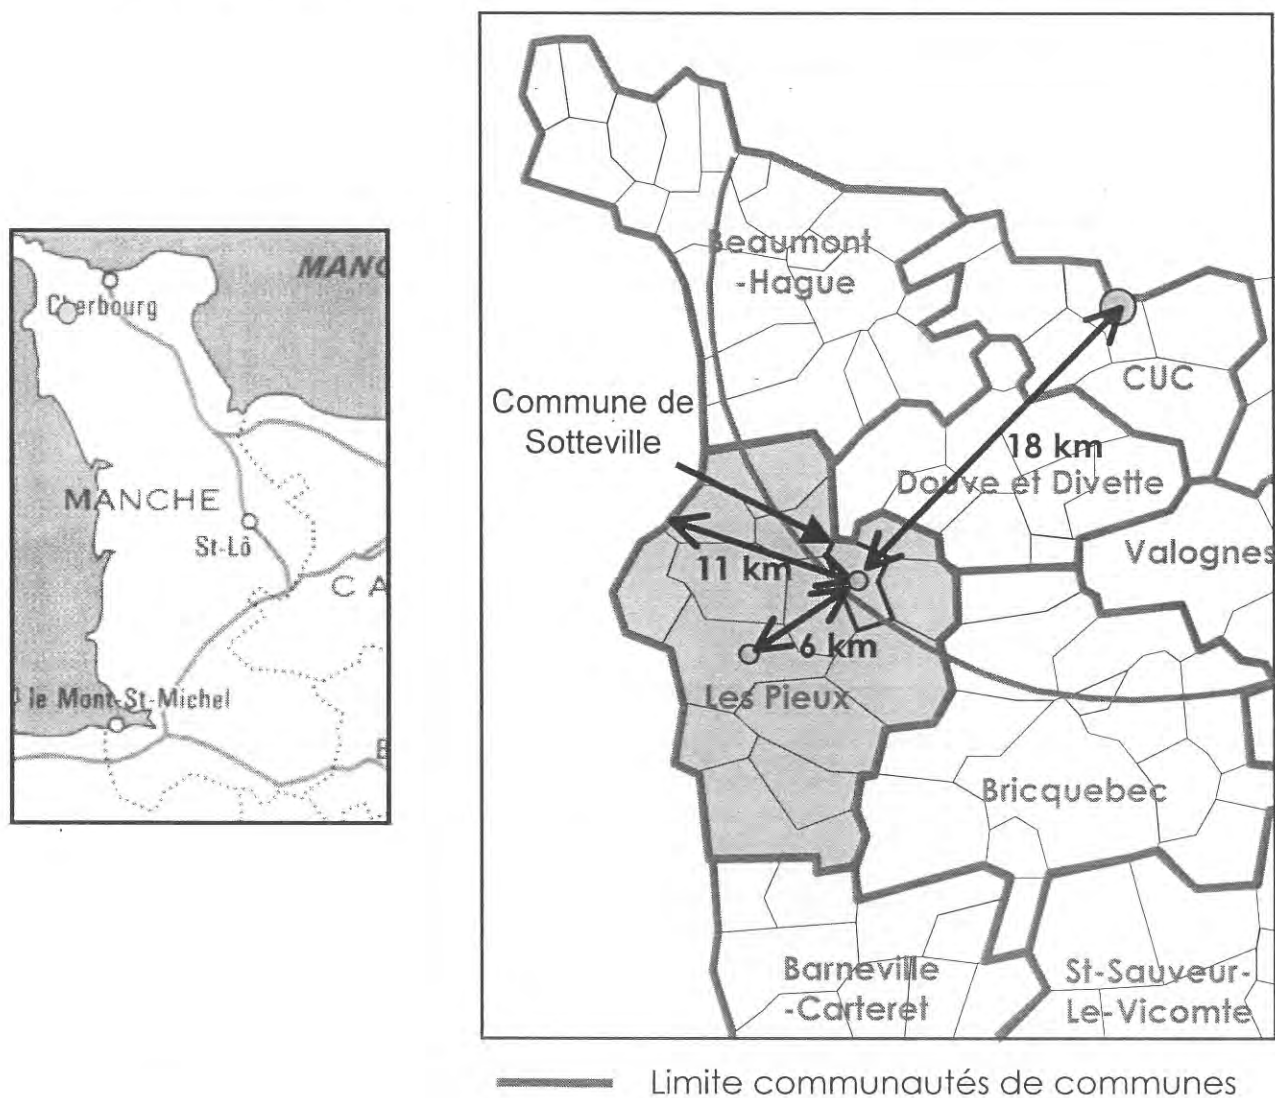 MANC
Cherbourg
MANCHE
St-Lô
C A
le Mont-St-Michel
Beaumont
-Hague
CUC
Commune de
Sotteville
18 km
Douve et Divette
Valognes
11 km
6 km
Les Pieux
Bricquebec
Barneville
-Carteret
St-Sauveur-
Le-Vicomte
Limite communautés de communes